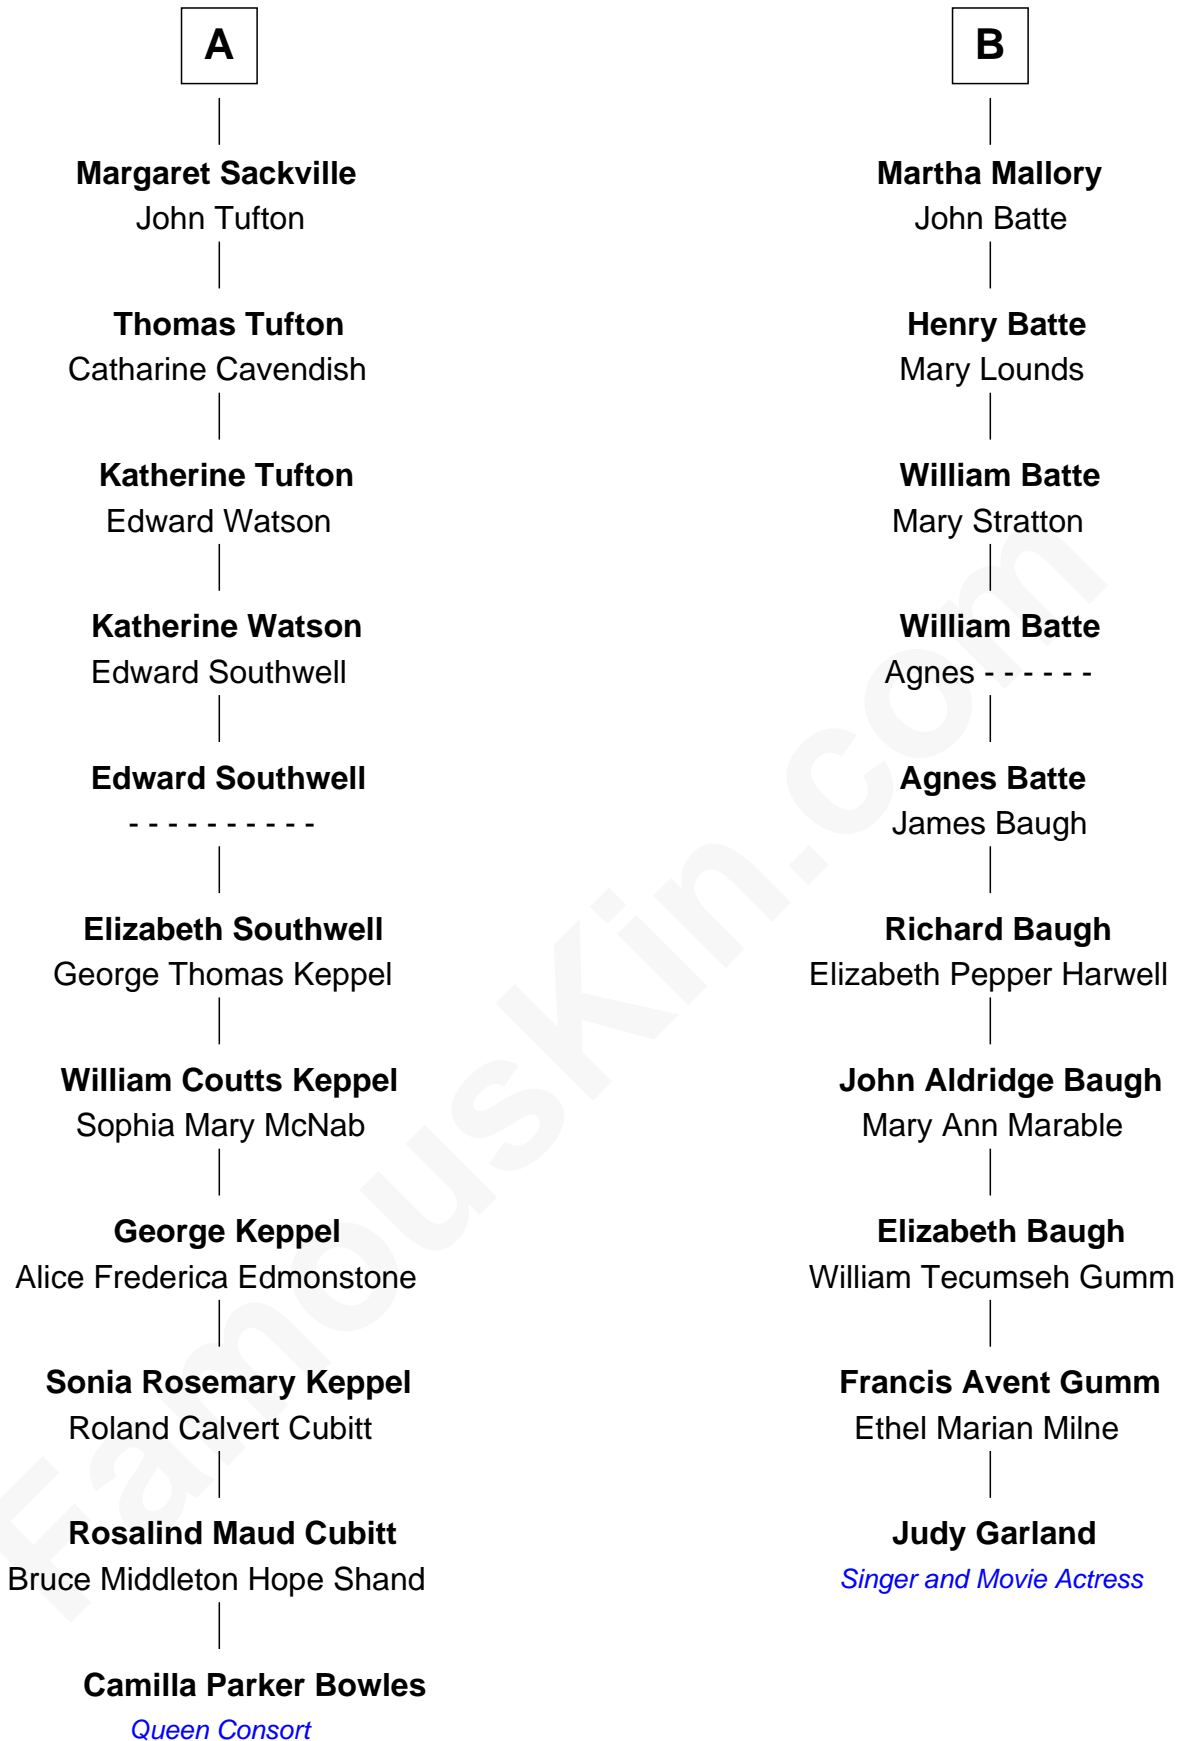 A
Margaret Sackville
John Tufton
Thomas Tufton
Catharine Cavendish
Katherine Tufton
Edward Watson
Katherine Watson
Edward Southwell
Edward Southwell
- - - - - - - - - -
Elizabeth Southwell
George Thomas Keppel
William Coutts Keppel
Sophia Mary McNab
George Keppel
Alice Frederica Edmonstone
Sonia Rosemary Keppel
Roland Calvert Cubitt
Rosalind Maud Cubitt
Bruce Middleton Hope Shand
Camilla Parker Bowles
Queen Consort
B
Martha Mallory
John Batte
Henry Batte
Mary Lounds
William Batte
Mary Stratton
William Batte
Agnes - - - - - -
Agnes Batte
James Baugh
Richard Baugh
Elizabeth Pepper Harwell
John Aldridge Baugh
Mary Ann Marable
Elizabeth Baugh
William Tecumseh Gumm
Francis Avent Gumm
Ethel Marian Milne
Judy Garland
Singer and Movie Actress
FamousKin.com